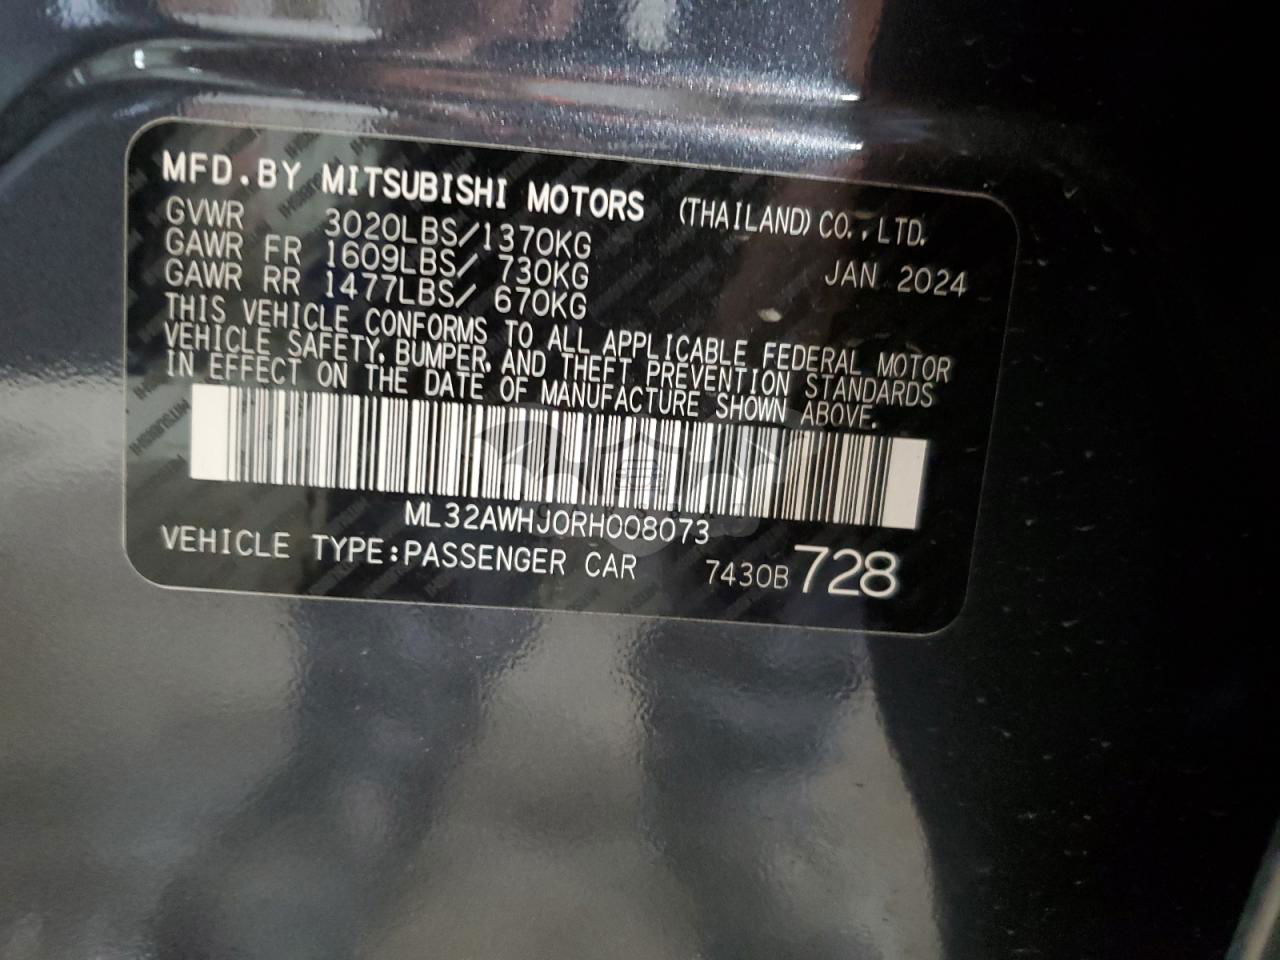 MFD.BY MITSUBISHI MOTORS (THAILAND) CO.,LTD.
GVWR 3020LBS/1370KG
GAWR FR 1609LBS/ 730KG JAN 2024
GAWR RR 1477LBS/ 670KG
THIS VEHICLE CONFORMS TO ALL APPLICABLE FEDERAL MOTOR
VEHICLE SAFETY, BUMPER, AND THEFT PREVENTION STANDARDS
IN EFFECT ON THE DATE OF MANUFACTURE SHOWN ABOVE.
ML32AWHJ0RH008073
VEHICLE TYPE:PASSENGER CAR 7430B 728